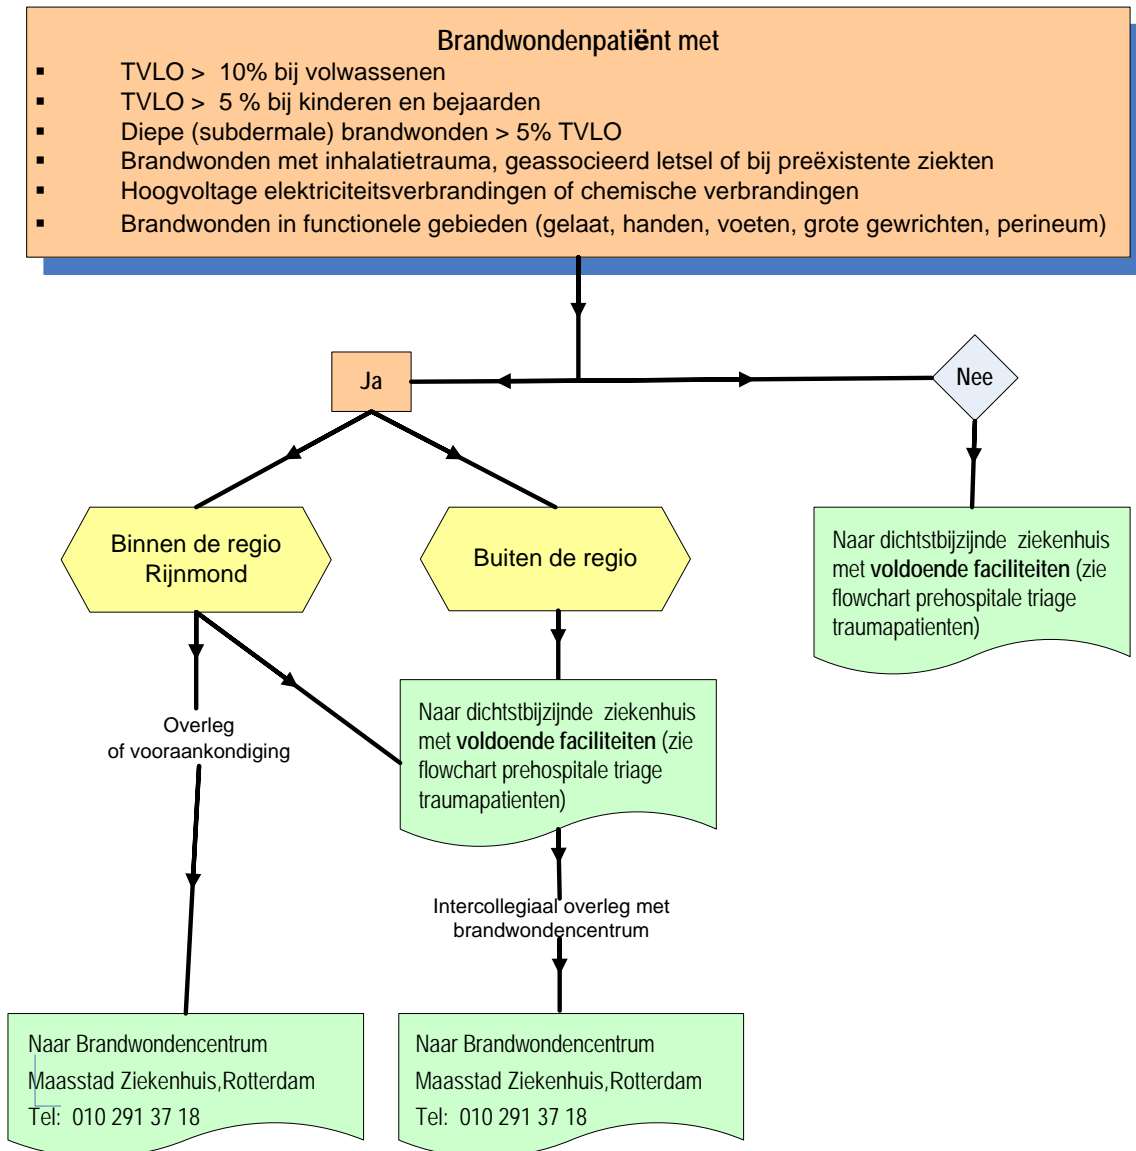 Brandwondenpatiënt met
▪ TVLO > 10% bij volwassenen
▪ TVLO > 5 % bij kinderen en bejaarden
▪ Diepe (subdermale) brandwonden > 5% TVLO
▪ Brandwonden met inhalatietrauma, geassocieerd letsel of bij preëxistente ziekten
▪ Hoogvoltage elektriciteitsverbrandingen of chemische verbrandingen
▪ Brandwonden in functionele gebieden (gelaat, handen, voeten, grote gewrichten, perineum)
Ja
Nee
Binnen de regio
Rijnmond
Buiten de regio
Naar dichtstbijzijnde ziekenhuis
met voldoende faciliteiten (zie
flowchart prehospitale triage
traumapatienten)
Overleg
of vooraankondiging
Naar dichtstbijzijnde ziekenhuis
met voldoende faciliteiten (zie
flowchart prehospitale triage
traumapatienten)
Intercollegiaal overleg met
brandwondencentrum
Naar Brandwondencentrum
Maasstad Ziekenhuis,Rotterdam
Tel: 010 291 37 18
Naar Brandwondencentrum
Maasstad Ziekenhuis,Rotterdam
Tel: 010 291 37 18